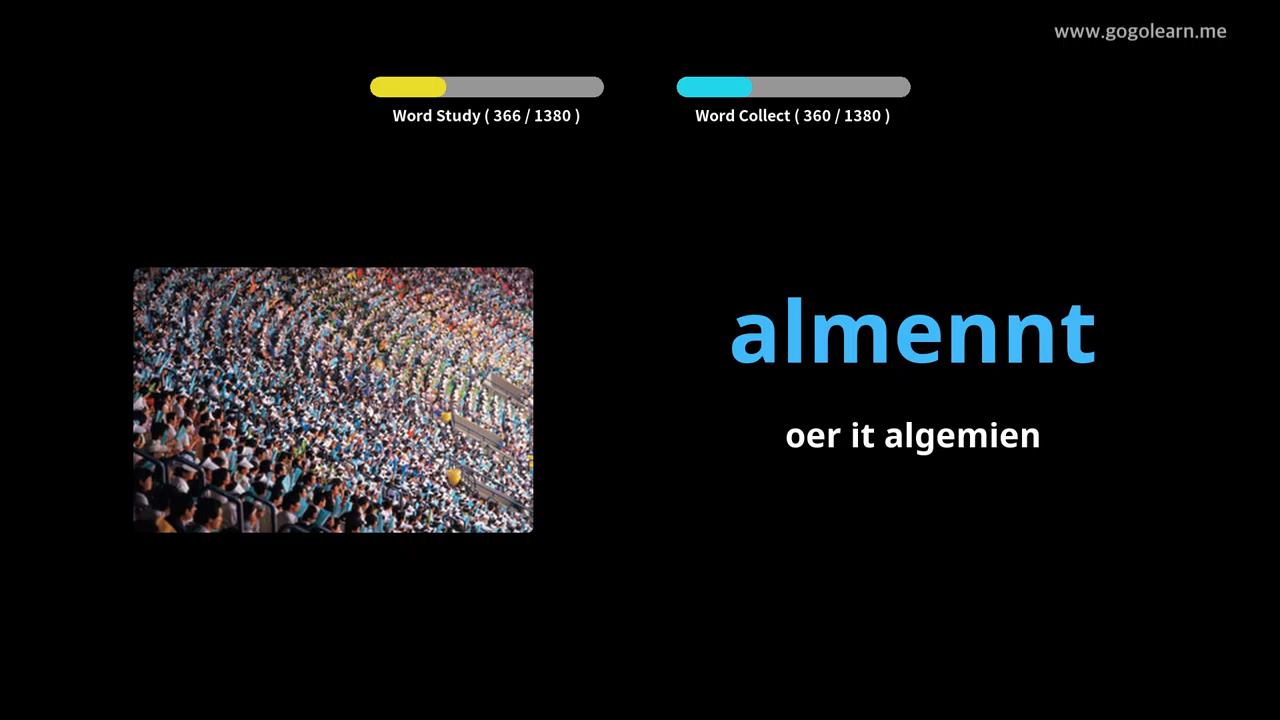 www.gogolearn.me
Word Study ( 366 / 1380 )
Word Collect ( 360 / 1380 )
almennt
oer it algemien